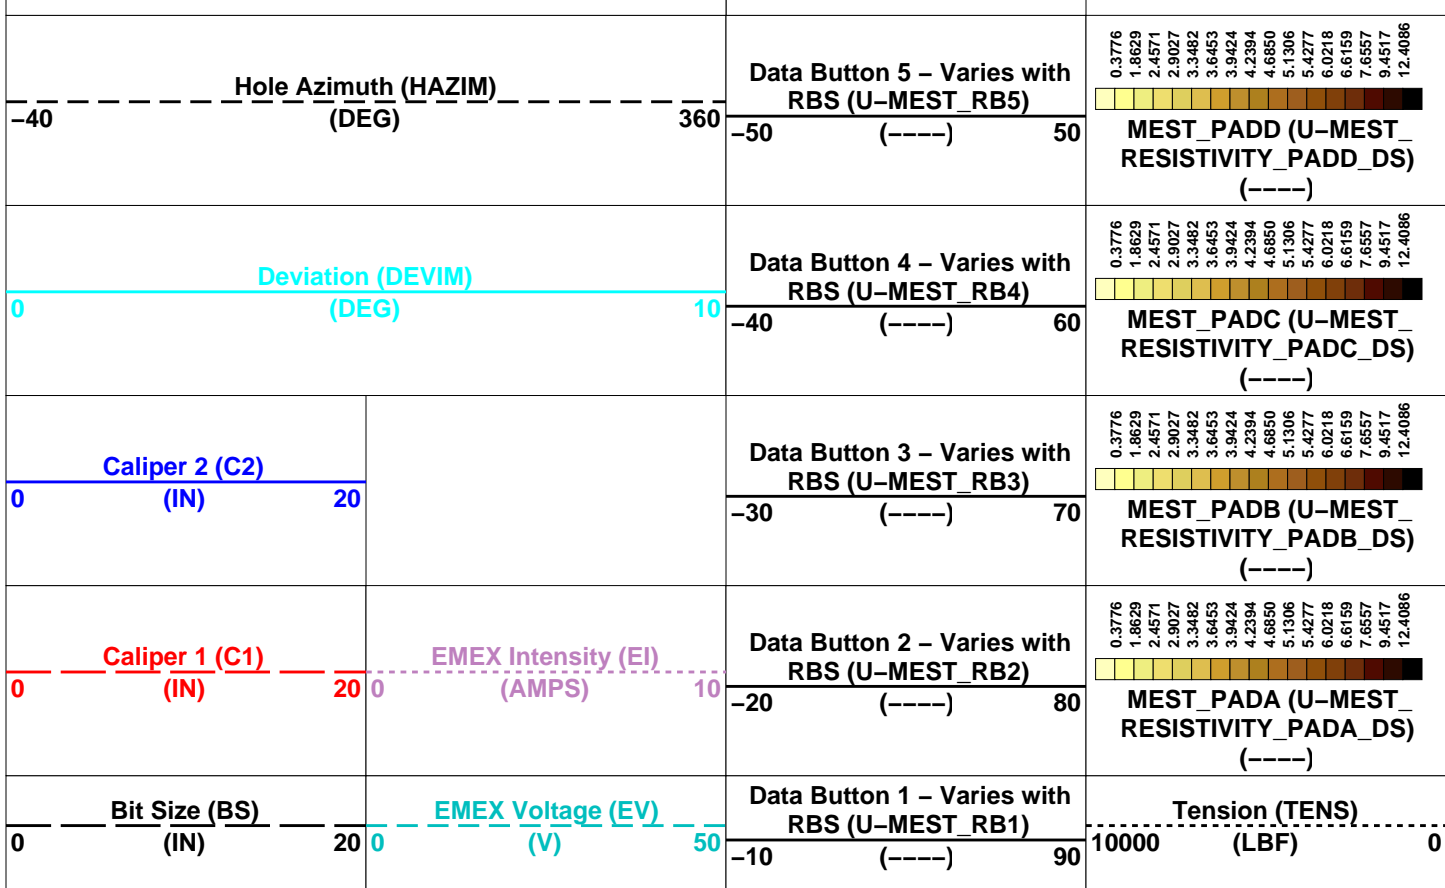 Hole Azimuth (HAZIM)
−40 (DEG) 360
Data Button 5 − Varies with
RBS (U−MEST_RB5)
−50 (−−−−) 50
0.3776
1.8629
2.4571
2.9027
3.3482
3.6453
3.9424
4.2394
4.6850
5.1306
5.4277
6.0218
6.6159
7.6557
9.4517
12.4086
MEST_PADD (U−MEST_
RESISTIVITY_PADD_DS)
(−−−−)
Deviation (DEVIM)
0 (DEG) 10
Data Button 4 − Varies with
RBS (U−MEST_RB4)
−40 (−−−−) 60
0.3776
1.8629
2.4571
2.9027
3.3482
3.6453
3.9424
4.2394
4.6850
5.1306
5.4277
6.0218
6.6159
7.6557
9.4517
12.4086
MEST_PADC (U−MEST_
RESISTIVITY_PADC_DS)
(−−−−)
Caliper 2 (C2)
0 (IN) 20
Data Button 3 − Varies with
RBS (U−MEST_RB3)
−30 (−−−−) 70
0.3776
1.8629
2.4571
2.9027
3.3482
3.6453
3.9424
4.2394
4.6850
5.1306
5.4277
6.0218
6.6159
7.6557
9.4517
12.4086
MEST_PADB (U−MEST_
RESISTIVITY_PADB_DS)
(−−−−)
Caliper 1 (C1)
0 (IN) 20
EMEX Intensity (EI)
0 (AMPS) 10
Data Button 2 − Varies with
RBS (U−MEST_RB2)
−20 (−−−−) 80
0.3776
1.8629
2.4571
2.9027
3.3482
3.6453
3.9424
4.2394
4.6850
5.1306
5.4277
6.0218
6.6159
7.6557
9.4517
12.4086
MEST_PADA (U−MEST_
RESISTIVITY_PADA_DS)
(−−−−)
Bit Size (BS)
0 (IN) 20
EMEX Voltage (EV)
0 (V) 50
Data Button 1 − Varies with
RBS (U−MEST_RB1)
−10 (−−−−) 90
Tension (TENS)
10000 (LBF) 0